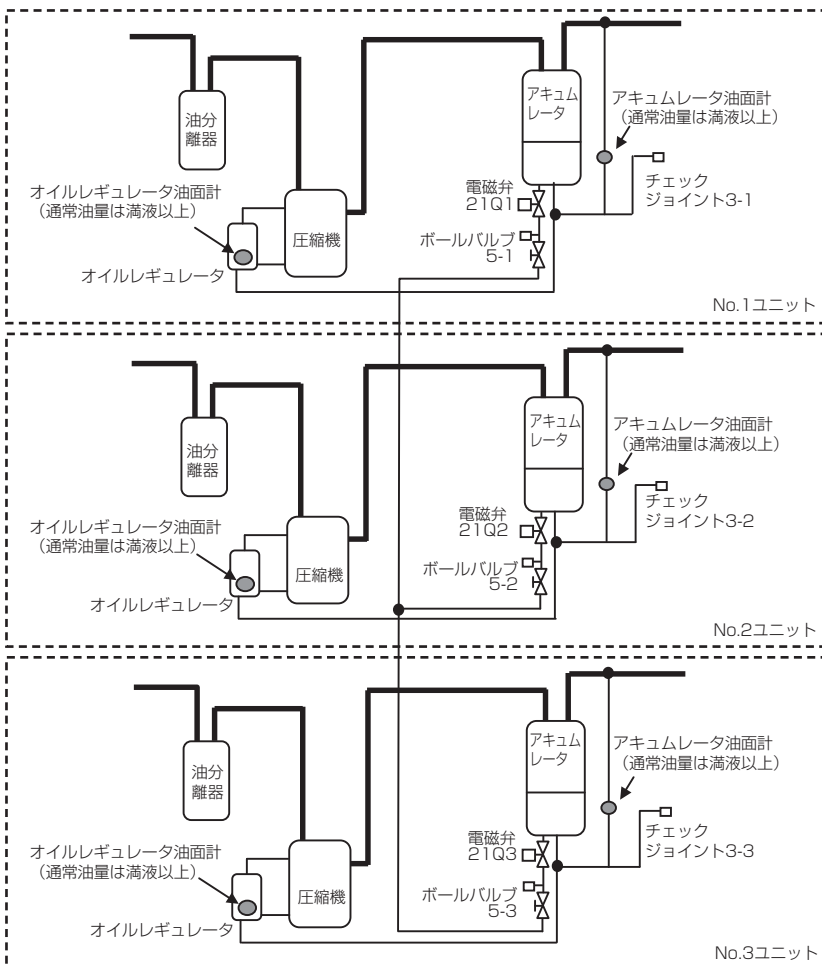 アキュム
レータ
アキュムレータ油面計
(通常油量は満液以上)
油分
離器
オイルレギュレータ油面計
(通常油量は満液以上)
電磁弁
21Q1
チェック
ジョイント3-1
圧縮機
ボールバルブ
5-1
オイルレギュレータ
No.1ユニット
アキュム
レータ
アキュムレータ油面計
(通常油量は満液以上)
油分
離器
オイルレギュレータ油面計
(通常油量は満液以上)
電磁弁
21Q2
チェック
ジョイント3-2
圧縮機
ボールバルブ
5-2
オイルレギュレータ
No.2ユニット
アキュム
レータ
アキュムレータ油面計
(通常油量は満液以上)
油分
離器
オイルレギュレータ油面計
(通常油量は満液以上)
電磁弁
21Q3
チェック
ジョイント3-3
圧縮機
ボールバルブ
5-3
オイルレギュレータ
No.3ユニット